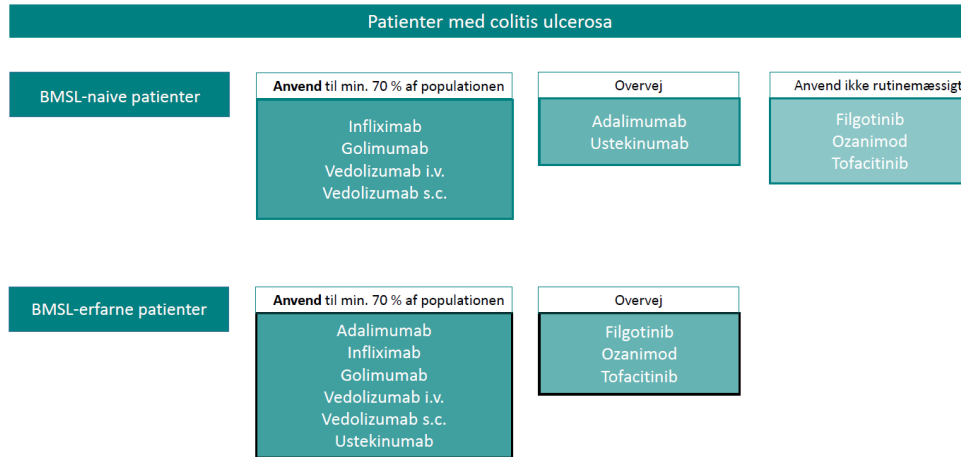 Patienter med colitis ulcerosa
BMSL-naive patienter
Anvend til min. 70 % af populationen
Infliximab
Golimumab
Vedolizumab i.v.
Vedolizumab s.c.
Overvej
Adalimumab
Ustekinumab
Anvend ikke rutinemæssigt
Filgotinib
Ozanimod
Tofacitinib
BMSL-erfarne patienter
Anvend til min. 70 % af populationen
Adalimumab
Infliximab
Golimumab
Vedolizumab i.v.
Vedolizumab s.c.
Ustekinumab
Overvej
Filgotinib
Ozanimod
Tofacitinib